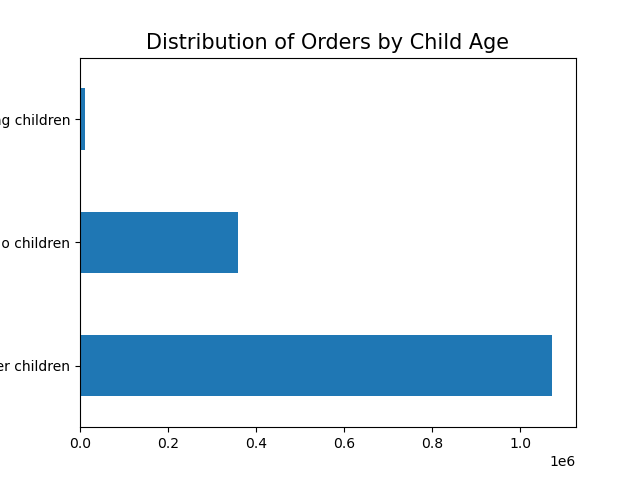 Distribution of Orders by Child Age
g children
o children
er children
0.0 0.2 0.4 0.6 0.8 1.0
1e6